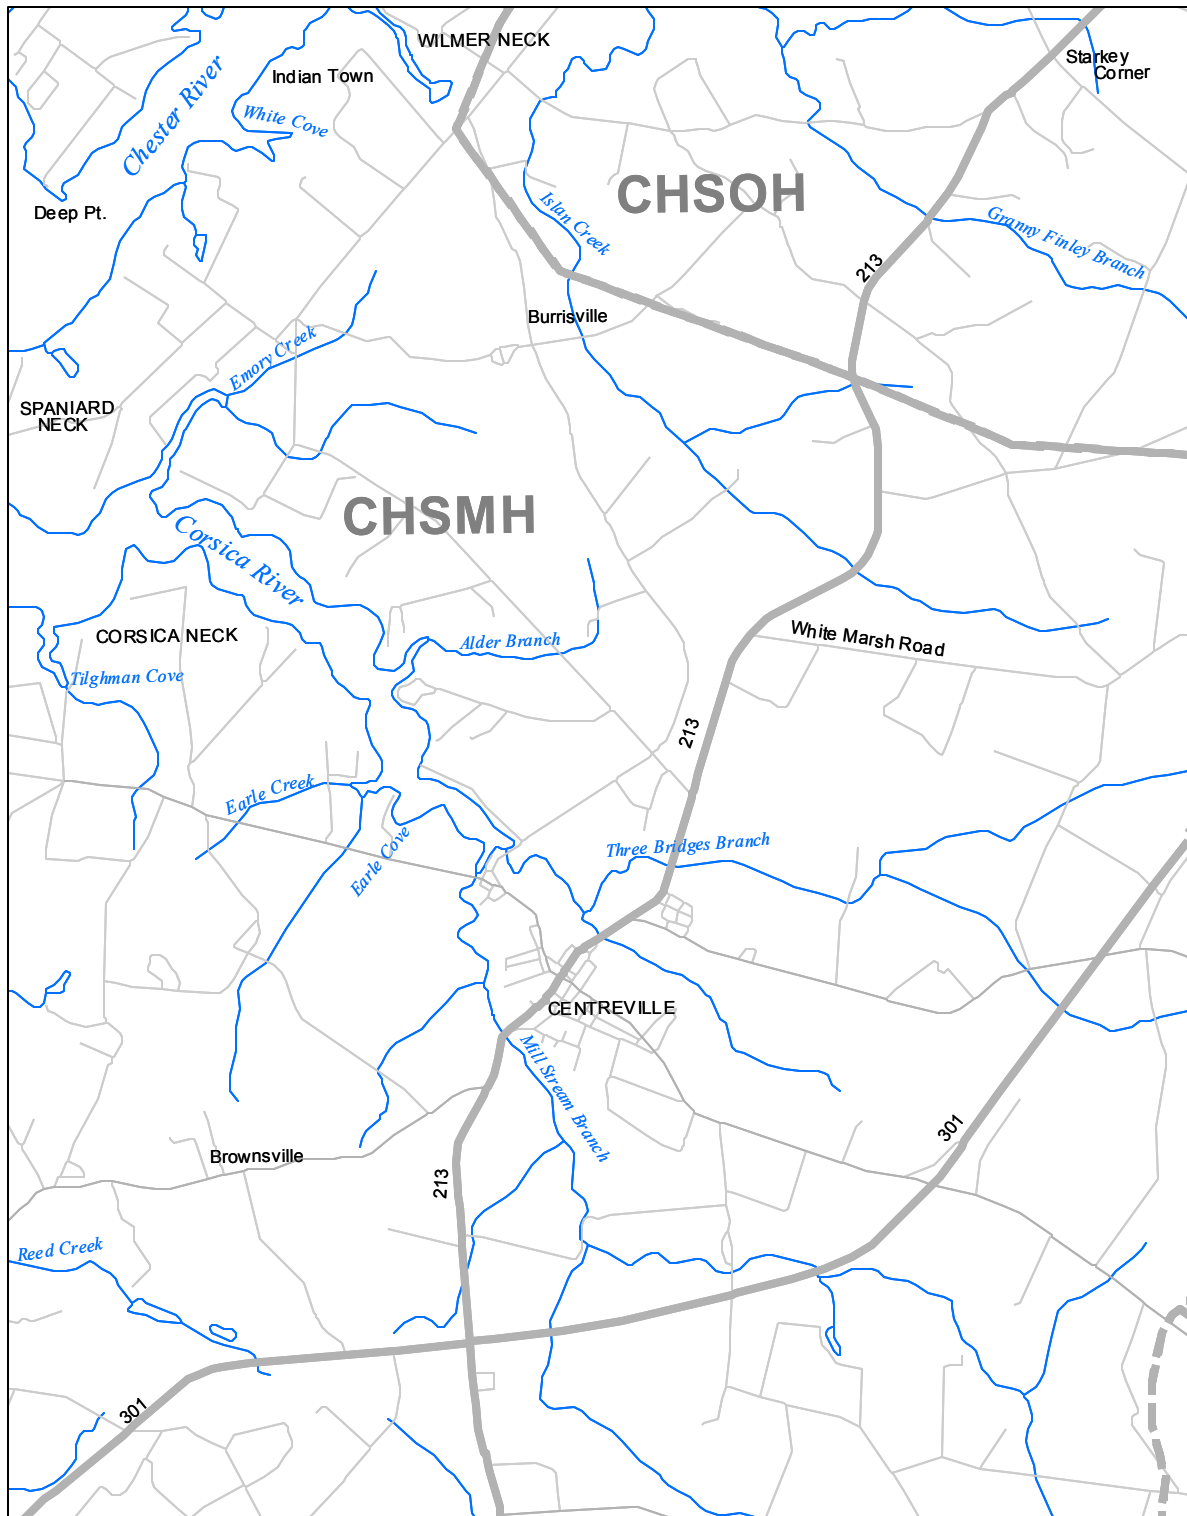 WILMER NECK
Starkey
Corner
Indian Town
Chester River
White Cove
CHSOH
Deep Pt.
Islan Creek
Granny Finley Branch
213
Burrisville
Emory Creek
SPANIARD
NECK
CHSMH
Corsica River
CORSICA NECK
Alder Branch
White Marsh Road
Tilghman Cove
213
Earle Creek
Earle Cove
Three Bridges Branch
CENTREVILLE
Mill Stream Branch
301
Brownsville
213
Reed Creek
301